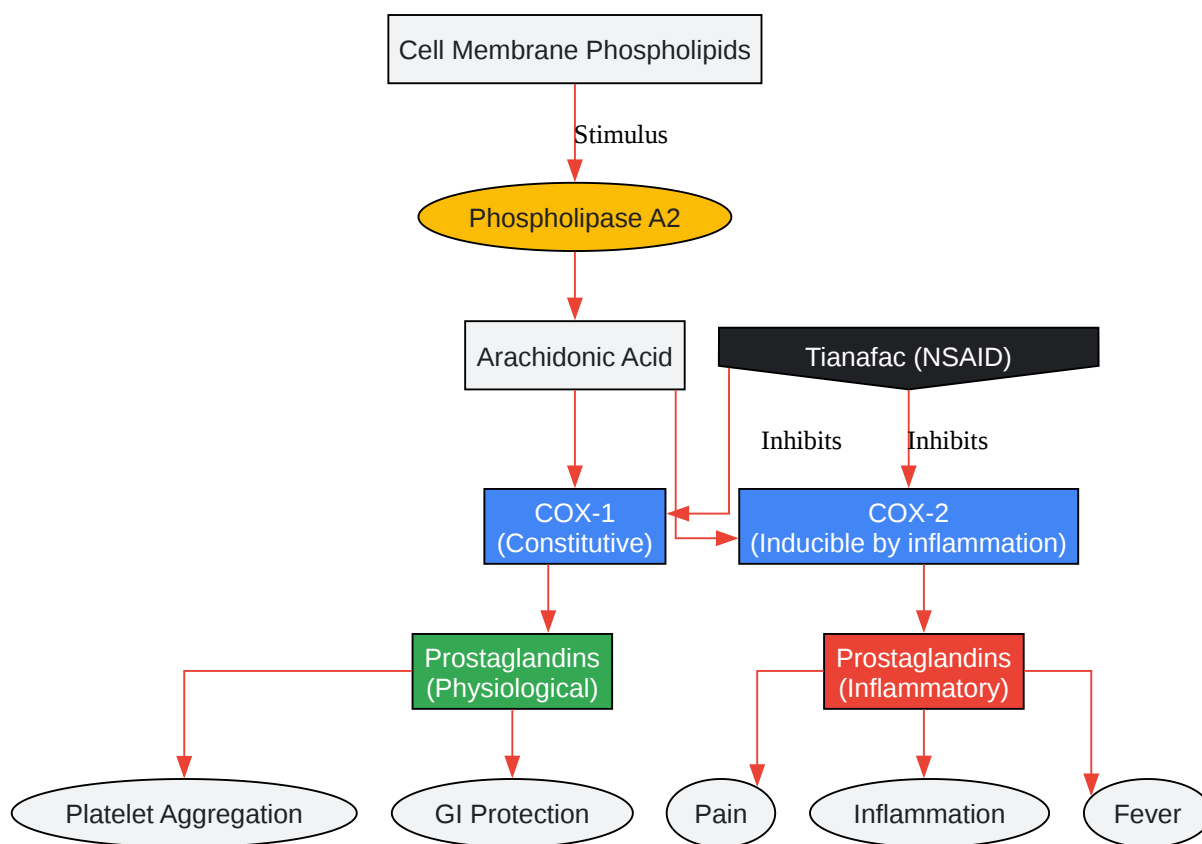 Cell Membrane Phospholipids
Stimulus
Phospholipase A2
Arachidonic Acid
Tianafac (NSAID)
Inhibits
Inhibits
COX-1
(Constitutive)
COX-2
(Inducible by inflammation)
Prostaglandins
(Physiological)
Prostaglandins
(Inflammatory)
Platelet Aggregation
GI Protection
Pain
Inflammation
Fever